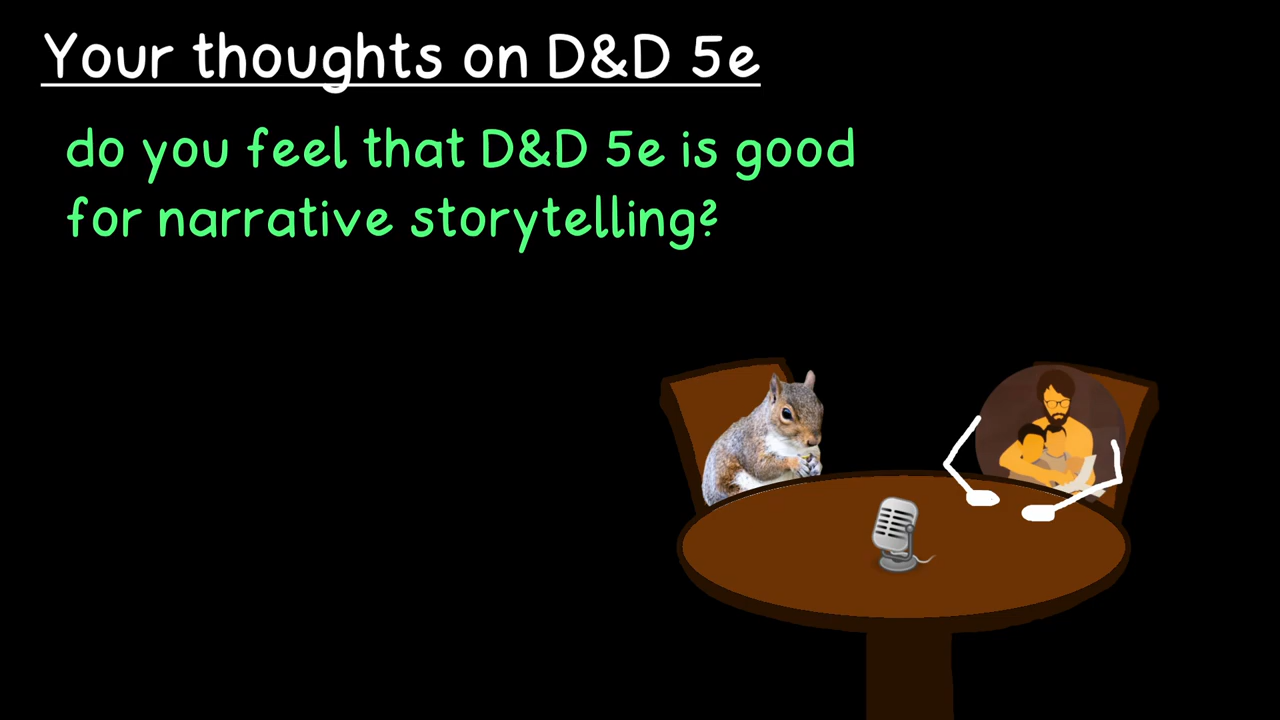 Your thoughts on D&D 5e
do you feel that D&D 5e is good
for narrative storytelling?